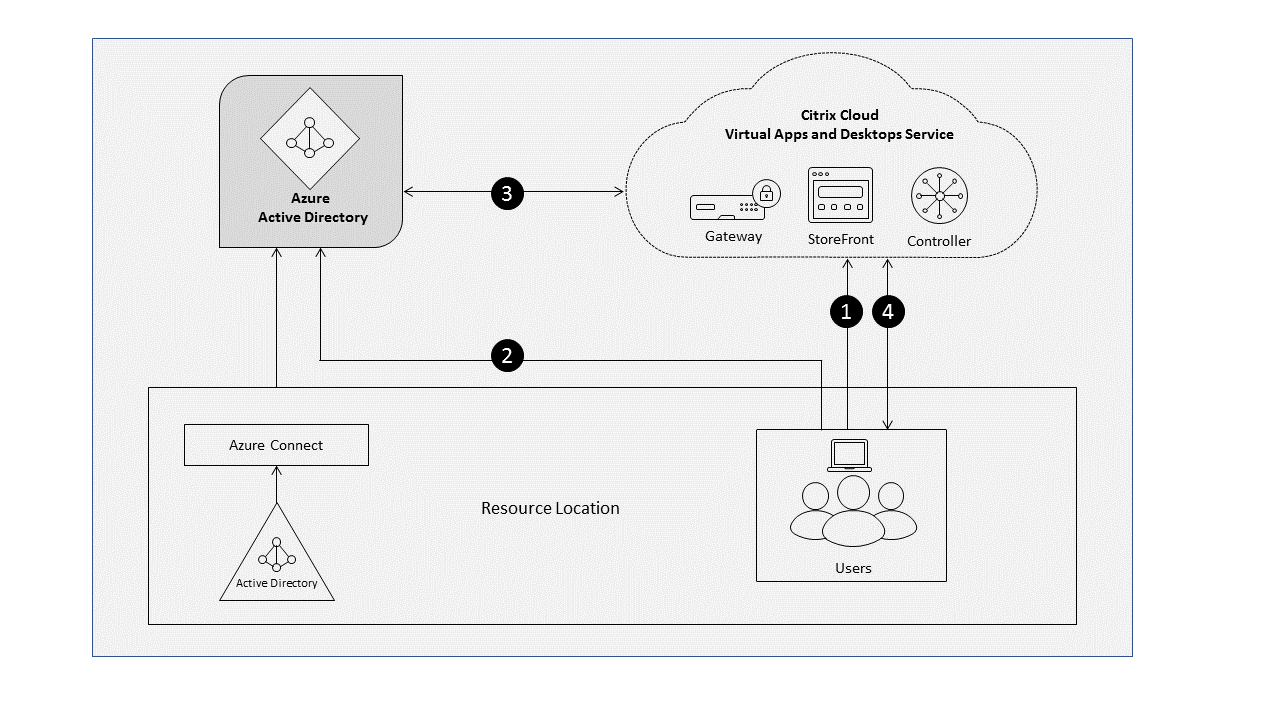 Citrix Cloud
Virtual Apps and Desktops Service
Azure
Active Directory
3
Gateway
StoreFront
Controller
1
4
2
Azure Connect
Resource Location
Active Directory
Users